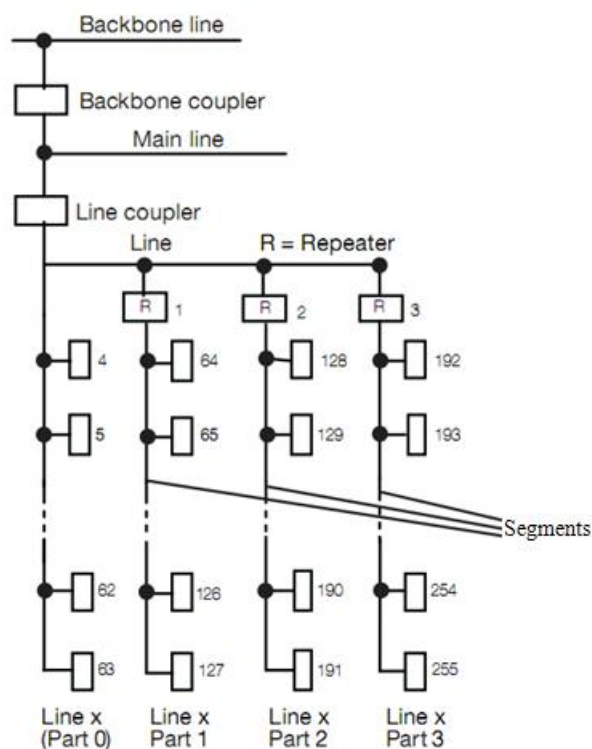 Backbone line
Backbone coupler
Main line
Line coupler
Line R = Repeater
R 1 R 2 R 3
4 64 128 192
5 65 129 193
Segments
62 126 190 254
63 127 191 255
Line x Line x Line x Line x
(Part 0) Part 1 Part 2 Part 3